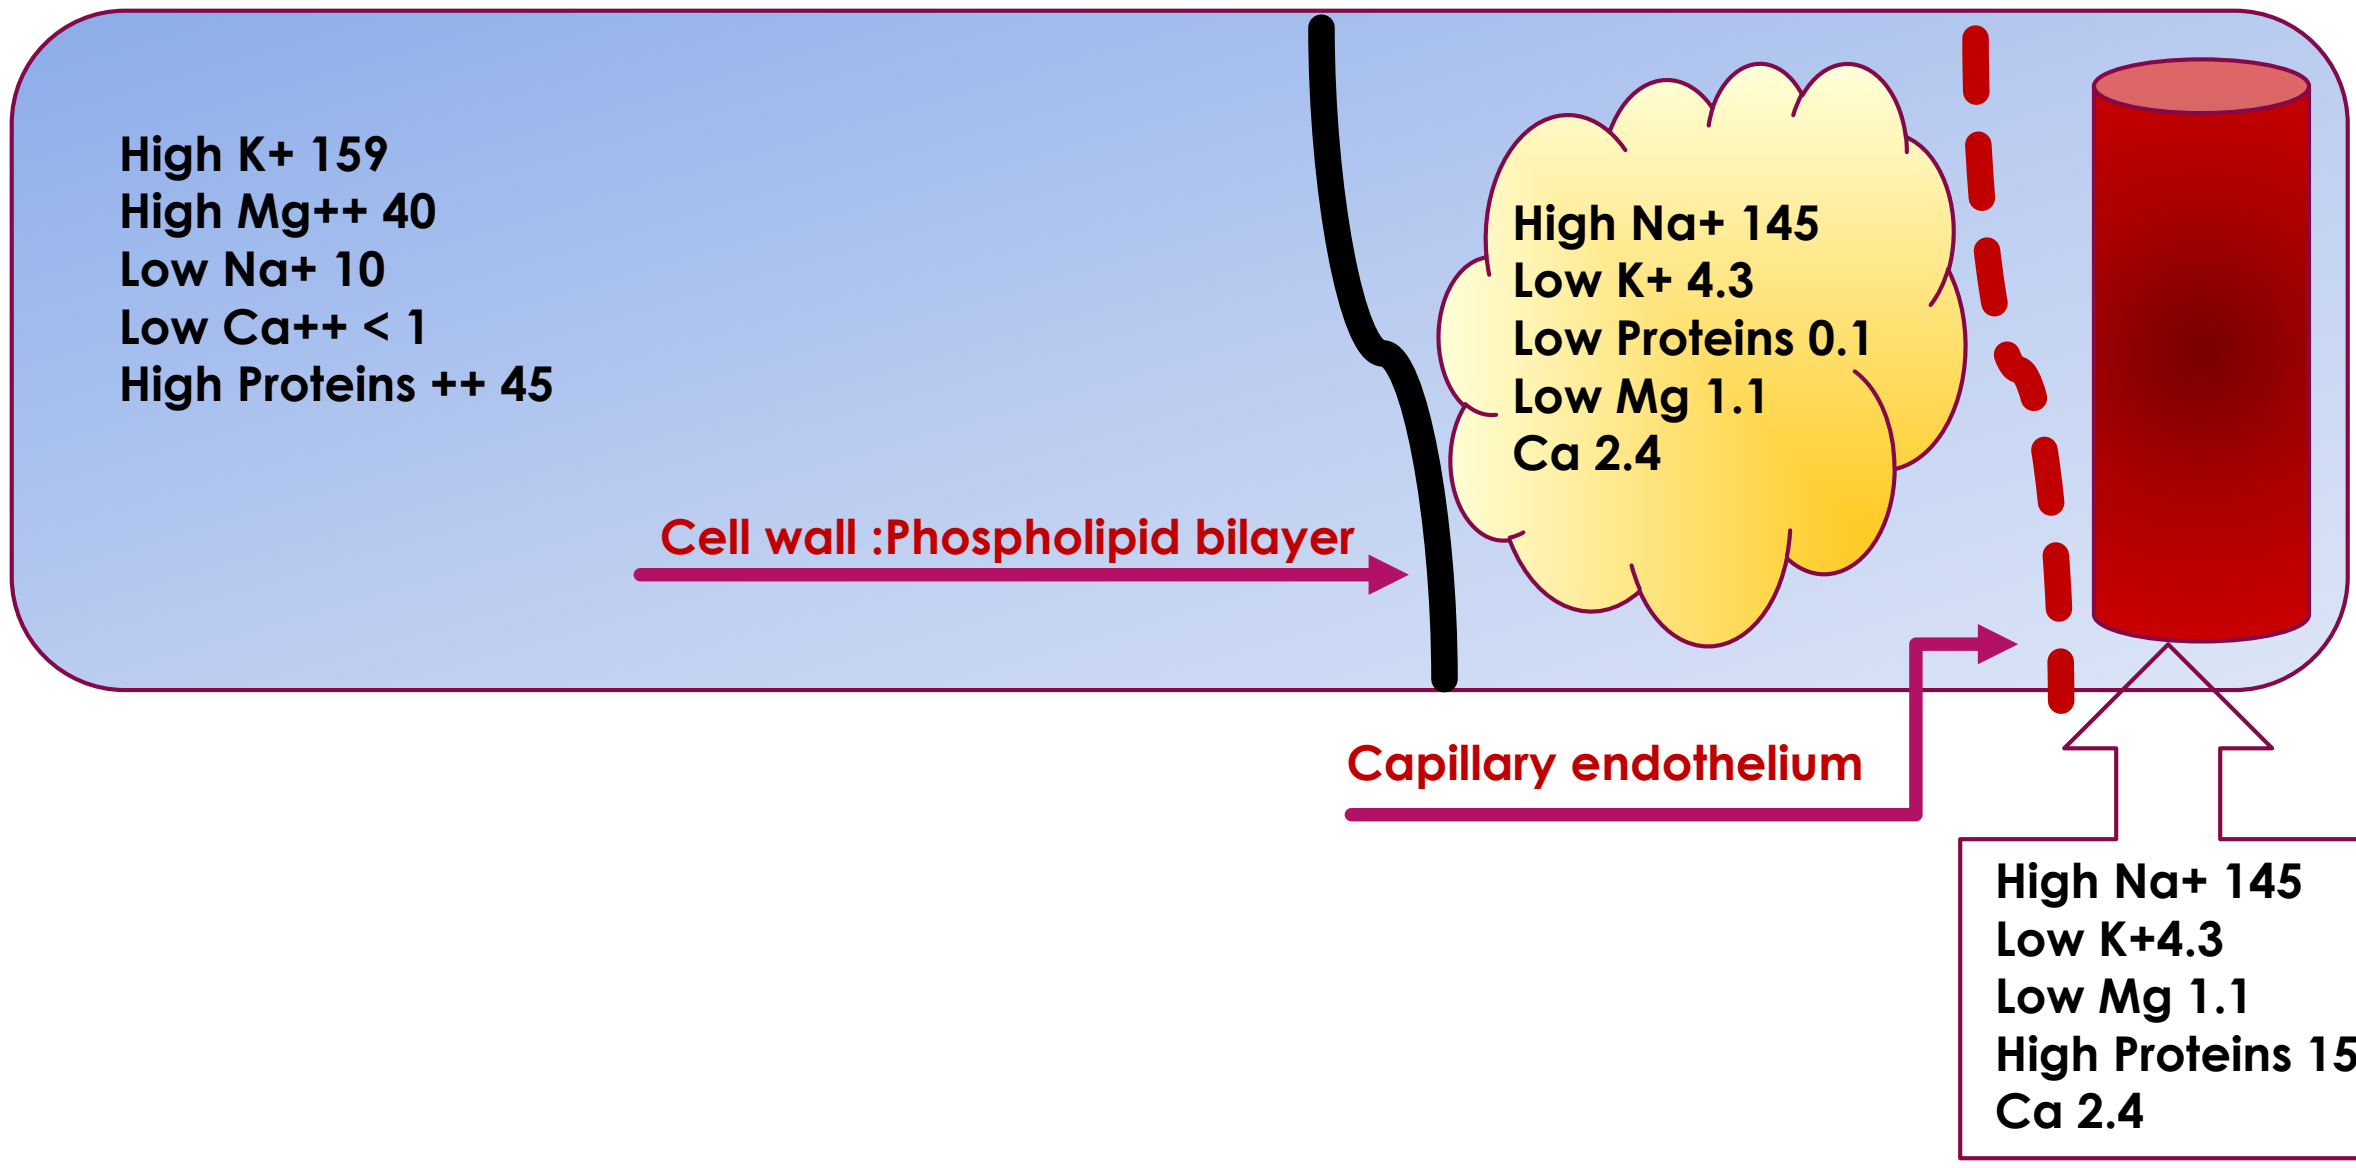 High K+ 159
High Mg++ 40
Low Na+ 10
Low Ca++ < 1
High Proteins ++ 45
Cell wall :Phospholipid bilayer
High Na+ 145
Low K+ 4.3
Low Proteins 0.1
Low Mg 1.1
Ca 2.4
Capillary endothelium
High Na+ 145
Low K+4.3
Low Mg 1.1
High Proteins 15
Ca 2.4